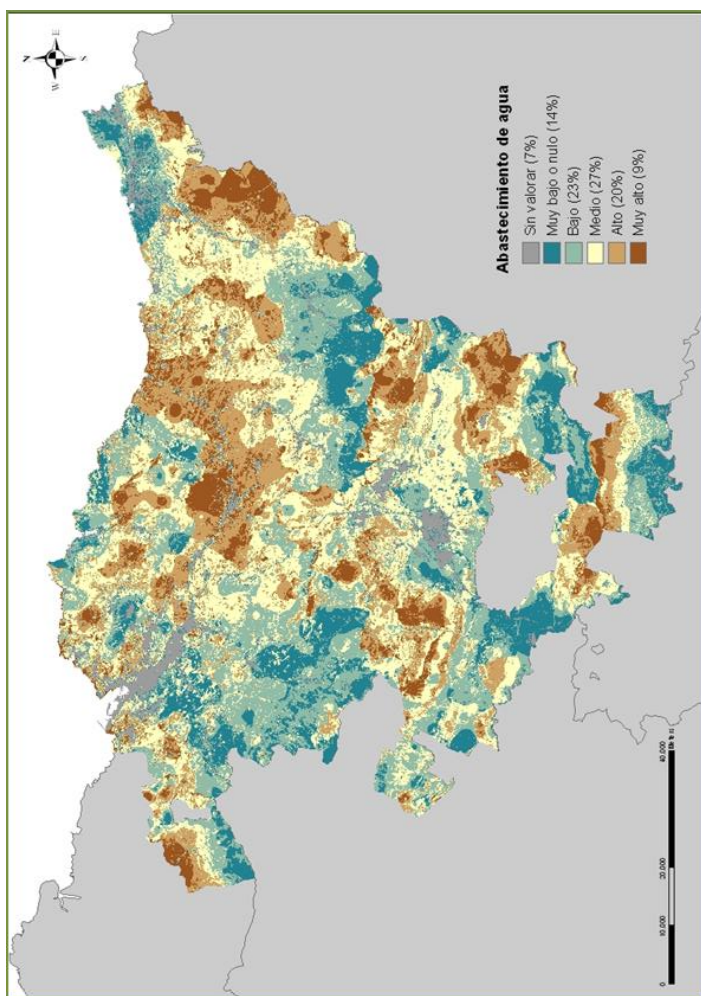 N
W E
S
Abastecimiento de agua
Sin valorar (7%)
Muy bajo o nulo (14%)
Bajo (23%)
Medio (27%)
Alto (20%)
Muy alto (9%)
0 10.000 20.000 40.000
Metros